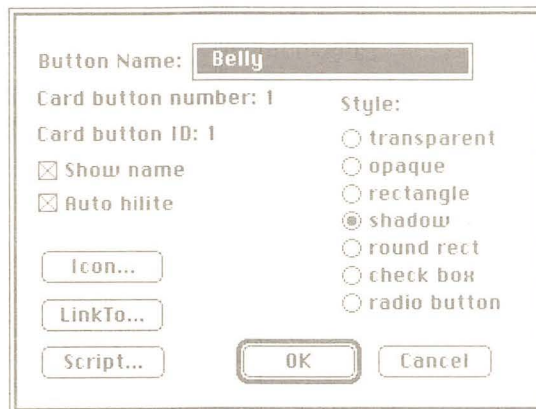 Button Name: Belly
Card button number: 1
Card button ID: 1
Show name
Auto hilite
Icon...
LinkTo...
Script...
Style:
transparent
opaque
rectangle
shadow
round rect
check box
radio button
OK
Cancel